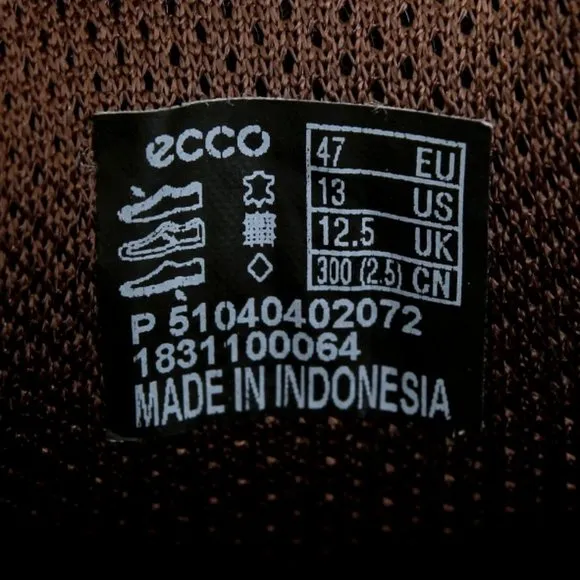 ecco
47 EU
13 US
12.5 UK
300 (2.5) CN
P 51040402072
1831100064
MADE IN INDONESIA